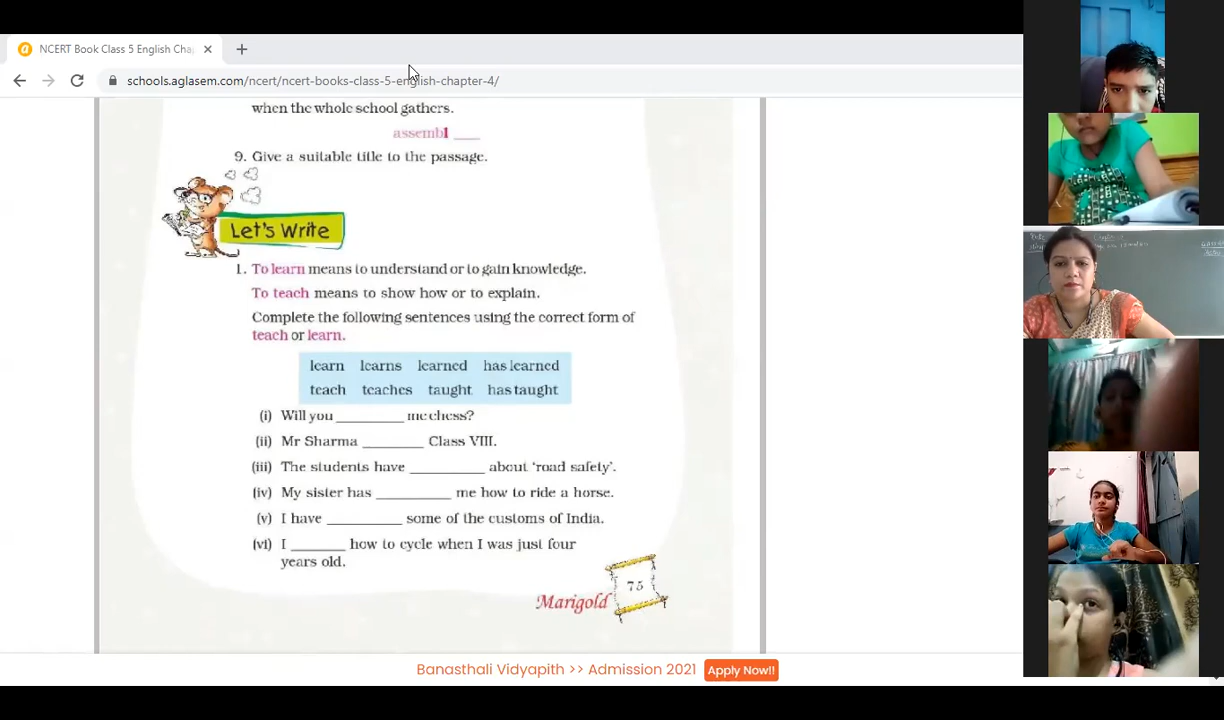 NCERT Book Class 5 English Cha
schools.aglasem.com/ncert/ncert-books-class-5-english-chapter-4/
when the whole school gathers.
assembl ___
9. Give a suitable title to the passage.
Let's Write
1. To learn means to understand or to gain knowledge.
To teach means to show how or to explain.
Complete the following sentences using the correct form of
teach or learn.
learn learns learned has learned
teach teaches taught has taught
(i) Will you ________ me chess?
(ii) Mr Sharma _______ Class VIII.
(iii) The students have _________ about 'road safety'.
(iv) My sister has _________ me how to ride a horse.
(v) I have _________ some of the customs of India.
(vi) I _______ how to cycle when I was just four
years old.
75
Marigold
Banasthali Vidyapith >> Admission 2021 Apply Now!!